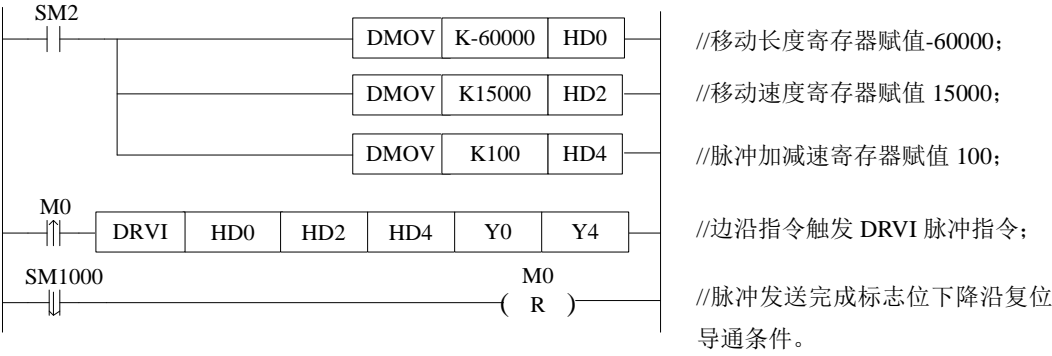 SM2
DMOV K-60000 HD0 //移动长度寄存器赋值-60000；
DMOV K15000 HD2 //移动速度寄存器赋值 15000；
DMOV K100 HD4 //脉冲加减速寄存器赋值 100；
M0
DRVI HD0 HD2 HD4 Y0 Y4 //边沿指令触发 DRVI 脉冲指令；
SM1000 M0
( R ) //脉冲发送完成标志位下降沿复位
导通条件。